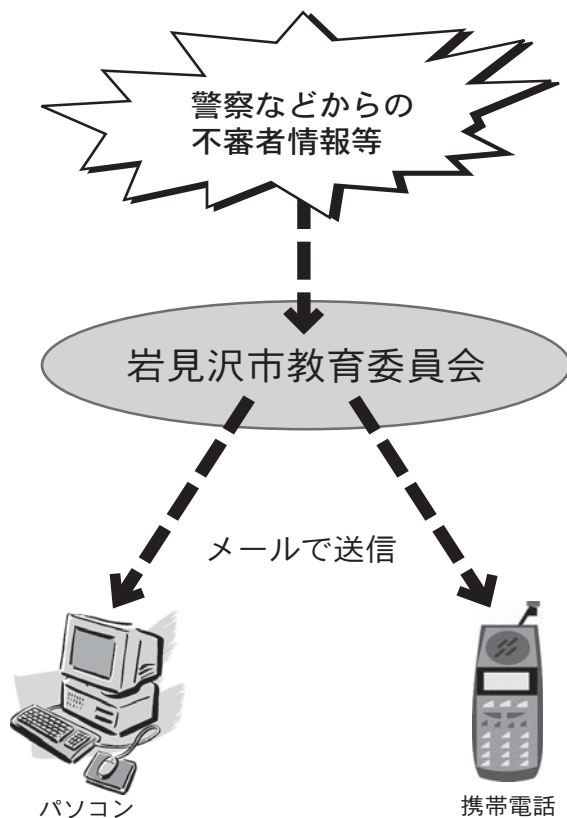 警察などからの
不審者情報等
岩見沢市教育委員会
メールで送信
パソコン
携帯電話